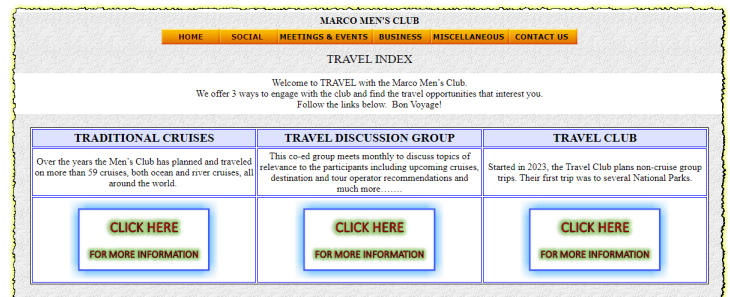 MARCO MEN'S CLUB
HOME SOCIAL MEETINGS & EVENTS BUSINESS MISCELLANEOUS CONTACT US
TRAVEL INDEX
Welcome to TRAVEL with the Marco Men's Club.
We offer 3 ways to engage with the club and find the travel opportunities that interest you.
Follow the links below. Bon Voyage!
TRADITIONAL CRUISES
Over the years the Men's Club has planned and traveled
on more than 59 cruises, both ocean and river cruises, all
around the world.
CLICK HERE
FOR MORE INFORMATION
TRAVEL DISCUSSION GROUP
This co-ed group meets monthly to discuss topics of
relevance to the participants including upcoming cruises,
destination and tour operator recommendations and
much more…….
CLICK HERE
FOR MORE INFORMATION
TRAVEL CLUB
Started in 2023, the Travel Club plans non-cruise group
trips. Their first trip was to several National Parks.
CLICK HERE
FOR MORE INFORMATION